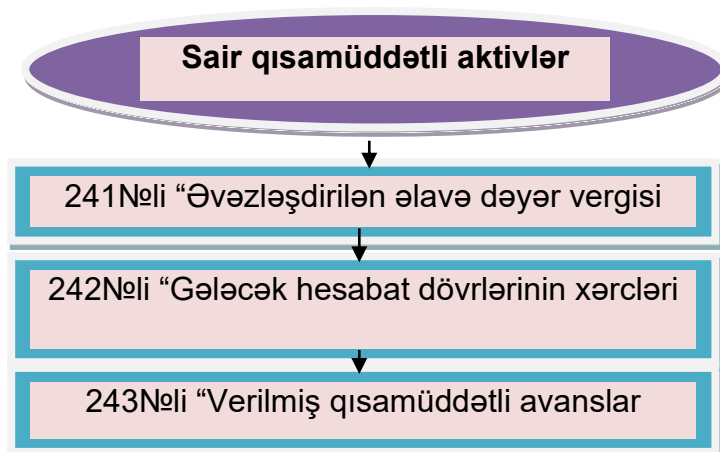 Sair qısamüddətli aktivlər
241№li “Əvəzləşdirilən əlavə dəyər vergisi
242№li “Gələcək hesabat dövrlərinin xərcləri
243№li “Verilmiş qısamüddətli avanslar